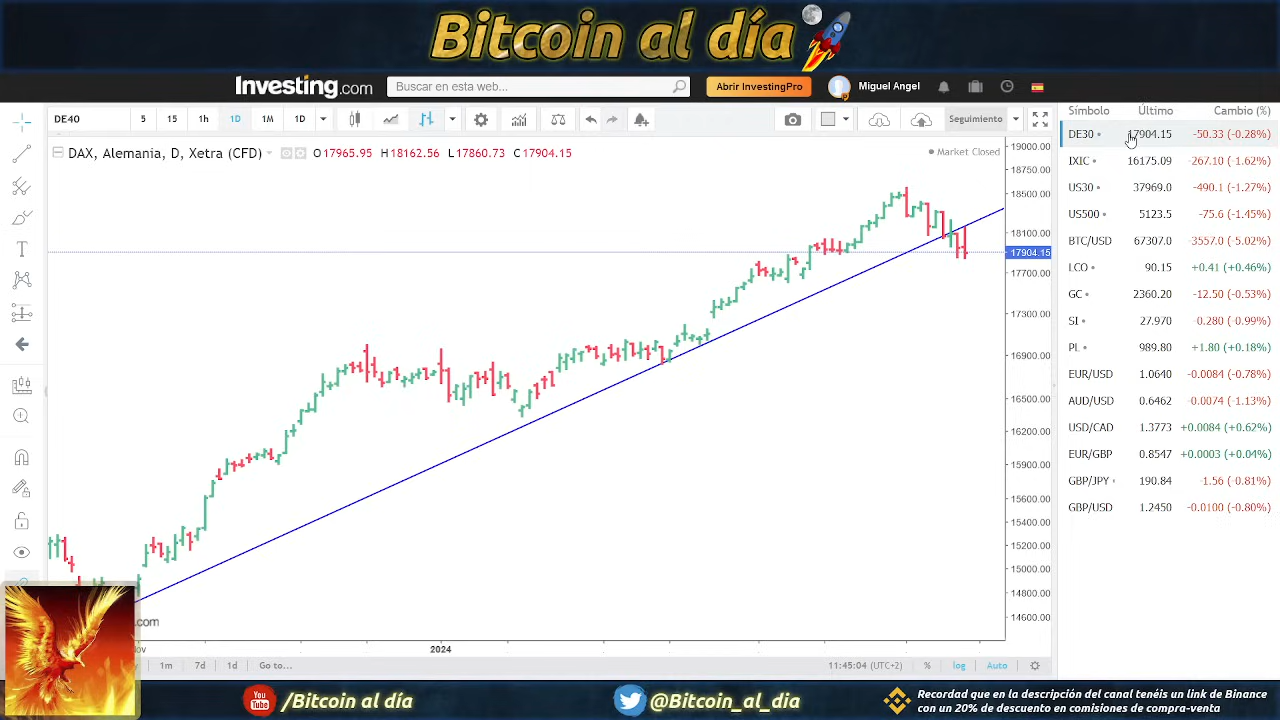 Bitcoin al día
Investing.com
Buscar en esta web...
Abrir InvestingPro
Miguel Angel
DE40
5
15
1h
1D
1M
1D
Seguimiento
DAX, Alemania, D, Xetra (CFD)
O17965.95 H18162.56 L17860.73 C17904.15
Market Closed
19000.00
18750.00
18500.00
18100.00
17904.15
17700.00
17300.00
16900.00
16500.00
16200.00
15900.00
15600.00
15400.00
15200.00
15000.00
14800.00
14600.00
Símbolo Último Cambio (%)
DE30 17904.15 -50.33 (-0.28%)
IXIC 16175.09 -267.10 (-1.62%)
US30 37969.0 -490.1 (-1.27%)
US500 5123.5 -75.6 (-1.45%)
BTC/USD 67307.0 -3557.0 (-5.02%)
LCO 90.15 +0.41 (+0.46%)
GC 2360.20 -12.50 (-0.53%)
SI 27.970 -0.280 (-0.99%)
PL 989.80 +1.80 (+0.18%)
EUR/USD 1.0640 -0.0084 (-0.78%)
AUD/USD 0.6462 -0.0074 (-1.13%)
USD/CAD 1.3773 +0.0084 (+0.62%)
EUR/GBP 0.8547 +0.0003 (+0.04%)
GBP/JPY 190.84 -1.56 (-0.81%)
GBP/USD 1.2450 -0.0100 (-0.80%)
.com
2024
1m
7d
1d
Go to...
11:45:04 (UTC+2)
%
log
Auto
You Tube
/Bitcoin al día
@Bitcoin_al_dia
Recordad que en la descripción del canal tenéis un link de Binance
con un 20% de descuento en comisiones de compra-venta